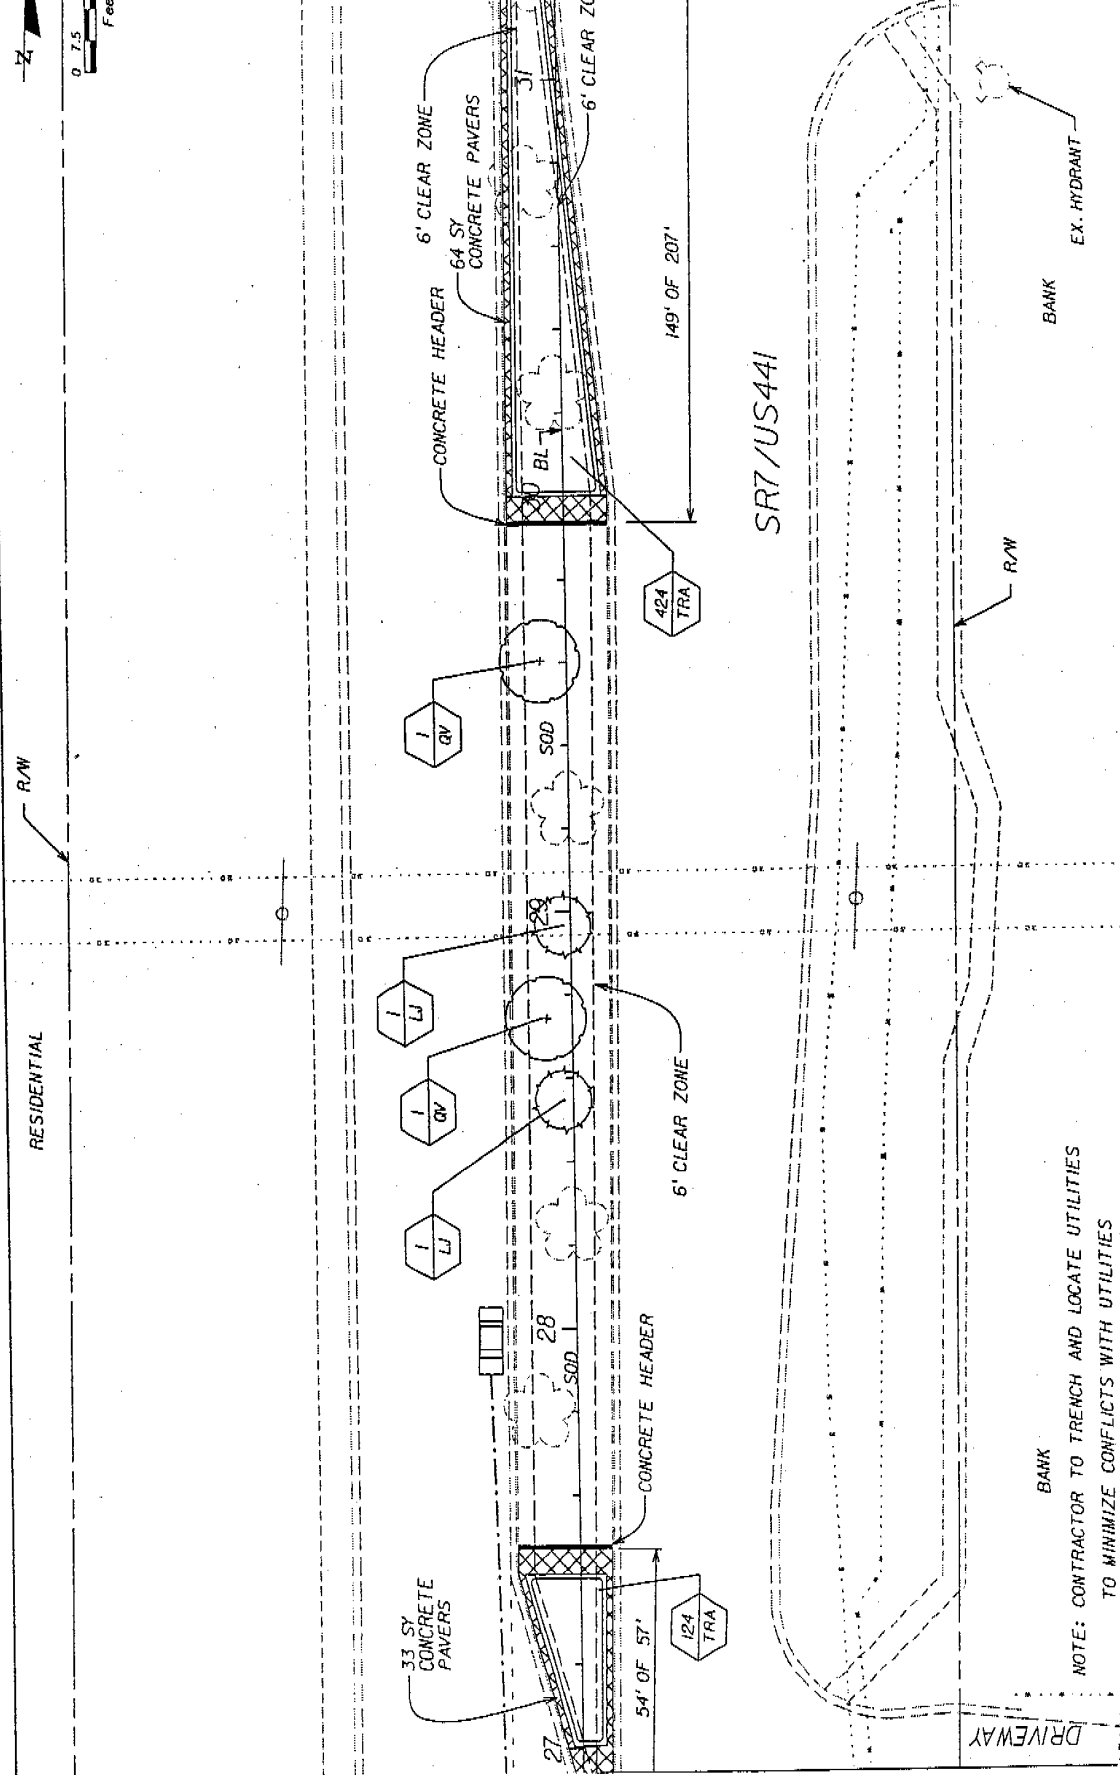 N
0 7.5
Fee
R/W
RESIDENTIAL
6' CLEAR ZONE
64 SY
CONCRETE PAVERS
CONCRETE HEADER
31
6' CLEAR ZO
30
BL
149' OF 207'
424
TRA
SR7/US441
EX. HYDRANT
BANK
R/W
1
QV
SOD
29
1
LJ
1
QV
1
LJ
6' CLEAR ZONE
28
SOD
CONCRETE HEADER
33 SY
CONCRETE
PAVERS
27
54' OF 57'
124
TRA
BANK
NOTE: CONTRACTOR TO TRENCH AND LOCATE UTILITIES
TO MINIMIZE CONFLICTS WITH UTILITIES
DRIVEWAY